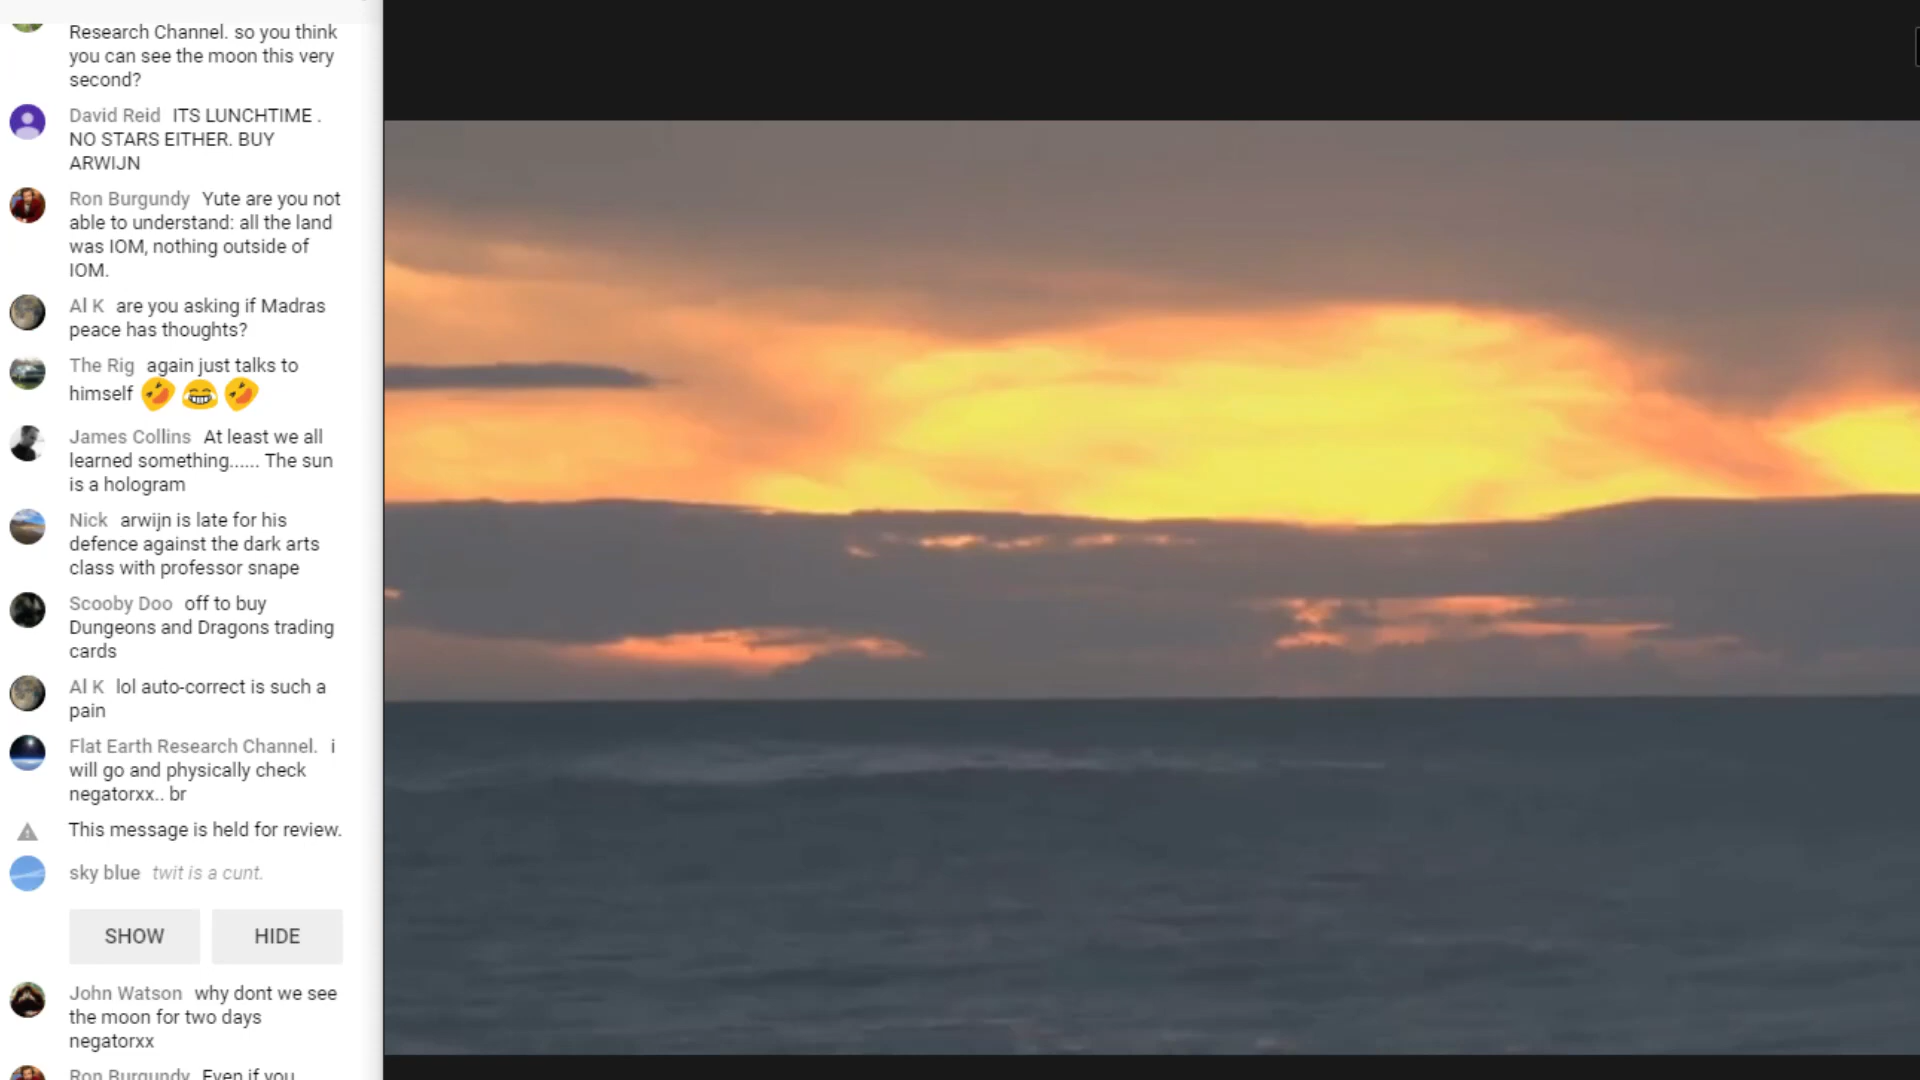 Research Channel. so you think
you can see the moon this very
second?
David Reid ITS LUNCHTIME .
NO STARS EITHER. BUY
ARWIJN
Ron Burgundy Yute are you not
able to understand: all the land
was IOM, nothing outside of
IOM.
Al K are you asking if Madras
peace has thoughts?
The Rig again just talks to
himself
James Collins At least we all
learned something...... The sun
is a hologram
Nick arwijn is late for his
defence against the dark arts
class with professor snape
Scooby Doo off to buy
Dungeons and Dragons trading
cards
Al K lol auto-correct is such a
pain
Flat Earth Research Channel. i
will go and physically check
negatorxx.. br
This message is held for review.
sky blue twit is a cunt.
SHOW HIDE
John Watson why dont we see
the moon for two days
negatorxx
Ron Burgundy Even if you